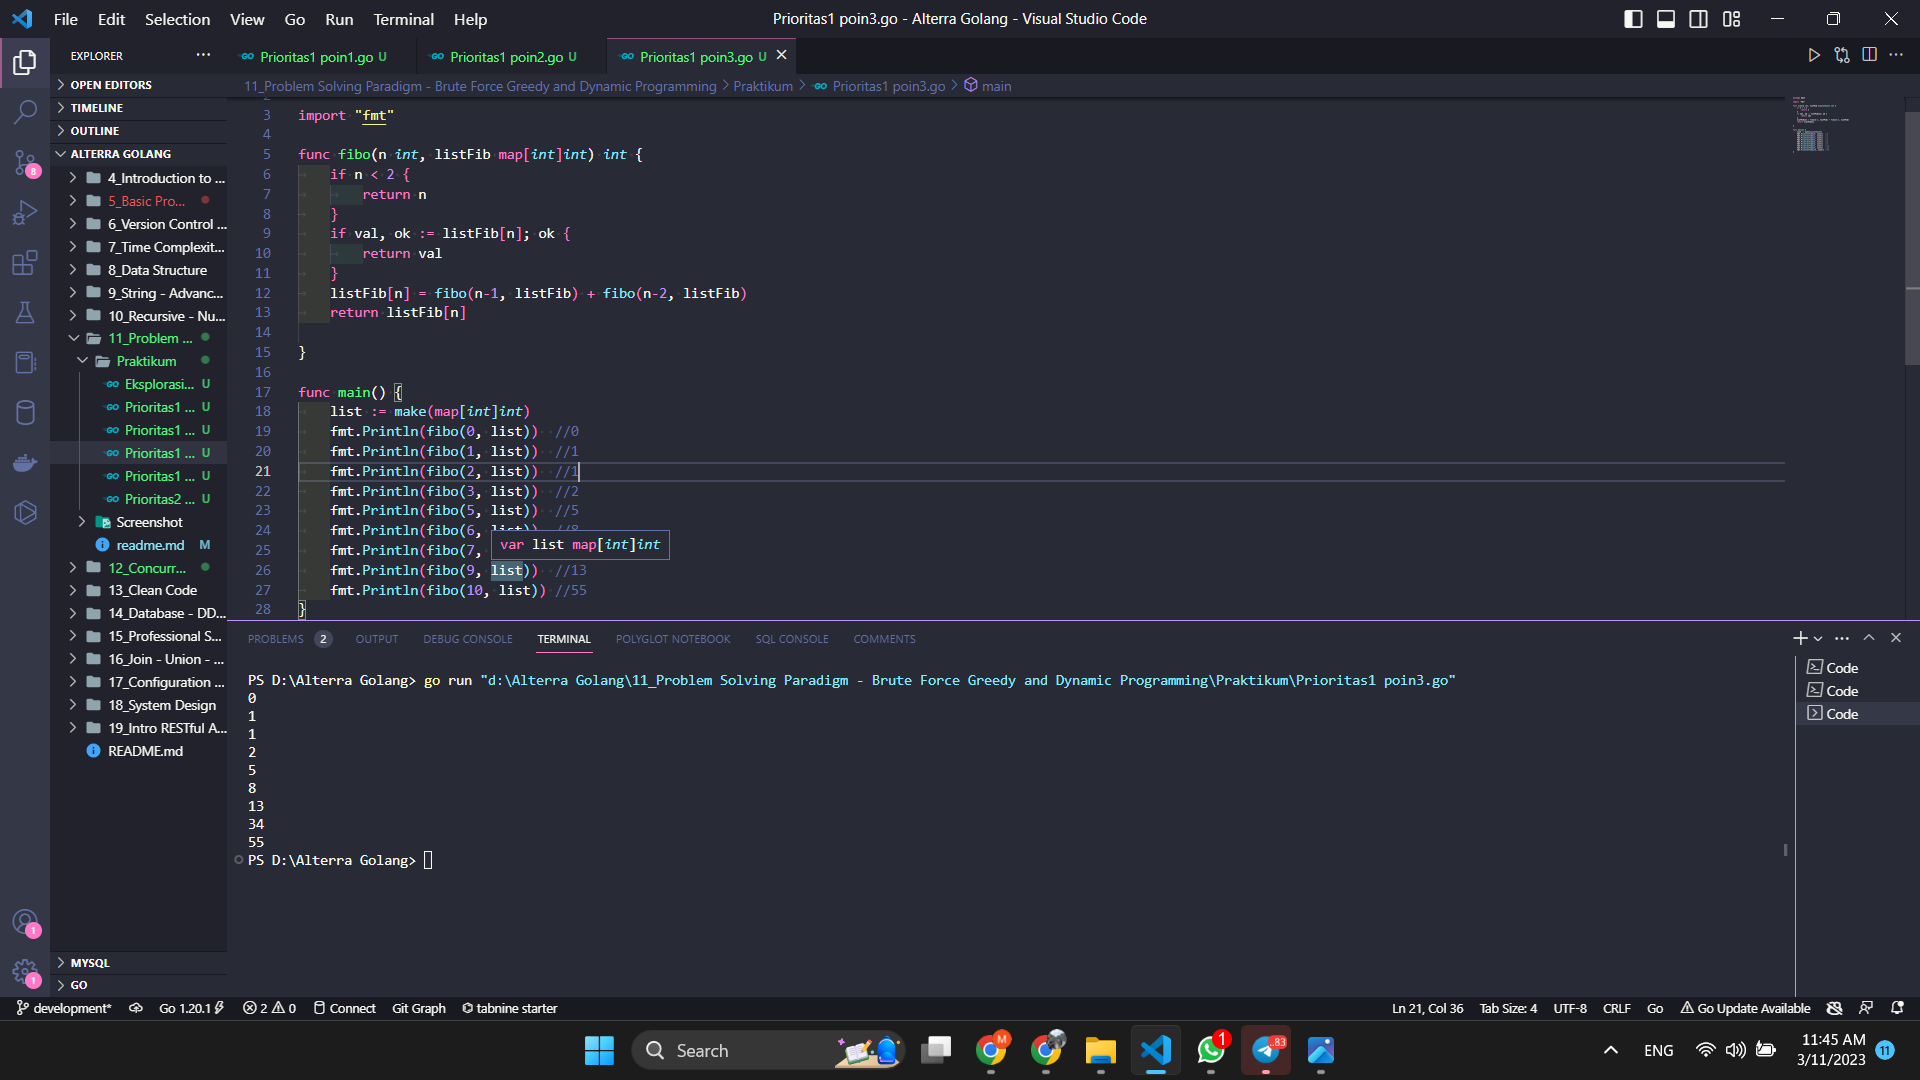 File Edit Selection View Go Run Terminal Help
Prioritas1 poin3.go - Alterra Golang - Visual Studio Code
EXPLORER
Prioritas1 poin1.go U
Prioritas1 poin2.go U
Prioritas1 poin3.go U
OPEN EDITORS
TIMELINE
OUTLINE
ALTERRA GOLANG
4_Introduction to ...
5_Basic Pro...
6_Version Control ...
7_Time Complexit...
8_Data Structure
9_String - Advanc...
10_Recursive - Nu...
11_Problem ...
Praktikum
Eksplorasi... U
Prioritas1 ... U
Prioritas1 ... U
Prioritas1 ... U
Prioritas1 ... U
Prioritas2 ... U
Screenshot
readme.md M
12_Concurr...
13_Clean Code
14_Database - DD...
15_Professional S...
16_Join - Union - ...
17_Configuration ...
18_System Design
19_Intro RESTful A...
README.md
MYSQL
GO
8
1
1
11_Problem Solving Paradigm - Brute Force Greedy and Dynamic Programming > Praktikum > Prioritas1 poin3.go > main
2
3 import "fmt"
4
5 func fibo(n int, listFib map[int]int) int {
6 if n < 2 {
7 return n
8 }
9 if val, ok := listFib[n]; ok {
10 return val
11 }
12 listFib[n] = fibo(n-1, listFib) + fibo(n-2, listFib)
13 return listFib[n]
14
15 }
16
17 func main() {
18 list := make(map[int]int)
19 fmt.Println(fibo(0, list)) //0
20 fmt.Println(fibo(1, list)) //1
21 fmt.Println(fibo(2, list)) //1
22 fmt.Println(fibo(3, list)) //2
23 fmt.Println(fibo(5, list)) //5
24 fmt.Println(fibo(6, list)) //8
25 fmt.Println(fibo(7,
var list map[int]int
26 fmt.Println(fibo(9, list)) //13
27 fmt.Println(fibo(10, list)) //55
28 }
PROBLEMS 2 OUTPUT DEBUG CONSOLE TERMINAL POLYGLOT NOTEBOOK SQL CONSOLE COMMENTS
PS D:\Alterra Golang> go run "d:\Alterra Golang\11_Problem Solving Paradigm - Brute Force Greedy and Dynamic Programming\Praktikum\Prioritas1 poin3.go"
0
1
1
2
5
8
13
34
55
PS D:\Alterra Golang>
Code
Code
Code
development* Go 1.20.1 2 0 Connect Git Graph tabnine starter
Ln 21, Col 36 Tab Size: 4 UTF-8 CRLF Go Go Update Available
Search
M
1
83
ENG
11:45 AM
3/11/2023
11